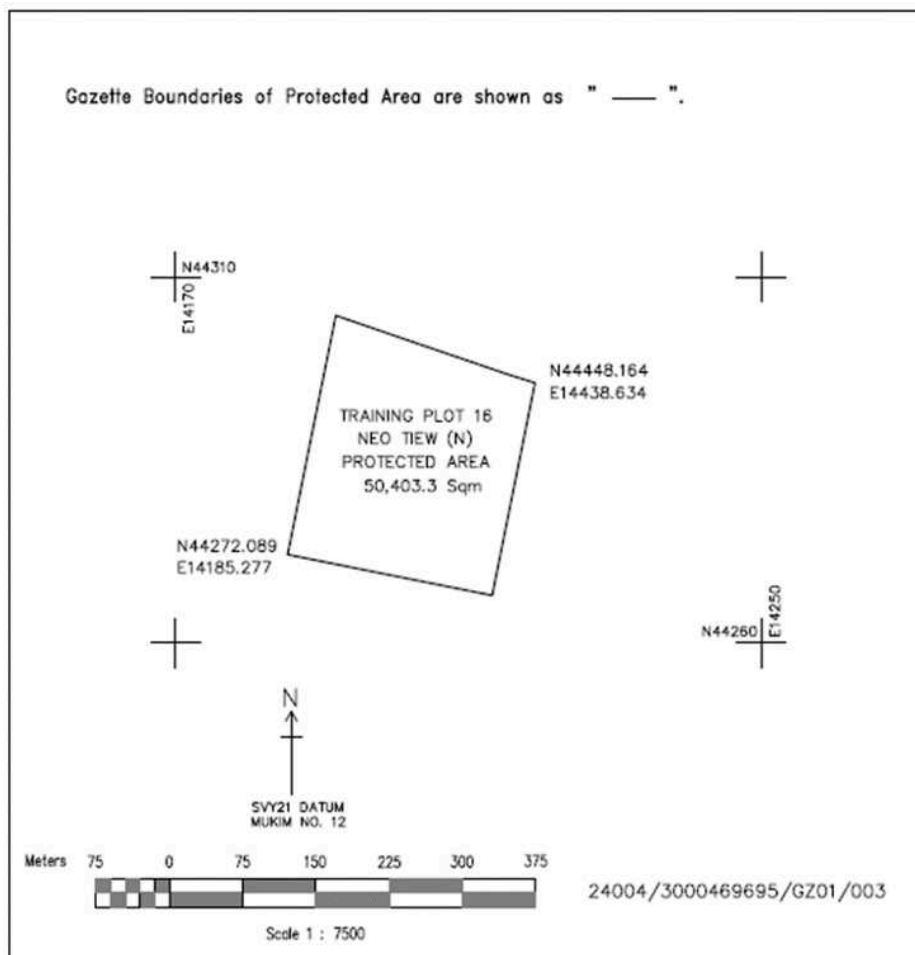 Gazette Boundaries of Protected Area are shown as " —— ".
N44310
E14170
N44448.164
E14438.634
TRAINING PLOT 16
NEO TIEW (N)
PROTECTED AREA
50,403.3 Sqm
N44272.089
E14185.277
N44260
E14250
N
SVY21 DATUM
MUKIM NO. 12
Meters 75 0 75 150 225 300 375
24004/3000469695/GZ01/003
Scale 1 : 7500